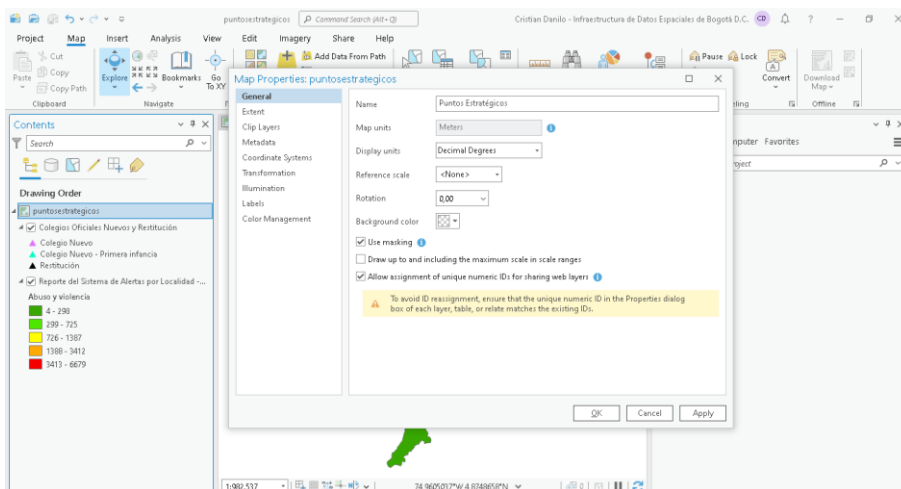 puntosestrategicos
Command Search (Alt+Q)
Cristian Danilo - Infraestructura de Datos Espaciales de Bogotá D.C.
CD
?
Project Map Insert Analysis View Edit Imagery Share Help
Paste
Cut
Copy
Copy Path
Clipboard
Explore
Bookmarks
Go To XY
Navigate
Add Data From Path
Pause
Lock
Convert
Download Map
Offline
Contents
Search
Drawing Order
puntosestrategicos
Colegios Oficiales Nuevos y Restitución
Colegio Nuevo
Colegio Nuevo - Primera infancia
Restitución
Reporte del Sistema de Alertas por Localidad -...
Abuso y violencia
4 - 298
299 - 725
726 - 1387
1388 - 3412
3413 - 6679
Map Properties: puntosestrategicos
General
Extent
Clip Layers
Metadata
Coordinate Systems
Transformation
Illumination
Labels
Color Management
Name Puntos Estratégicos
Map units Meters
Display units Decimal Degrees
Reference scale <None>
Rotation 0,00
Background color
Use masking
Draw up to and including the maximum scale in scale ranges
Allow assignment of unique numeric IDs for sharing web layers
To avoid ID reassignment, ensure that the unique numeric ID in the Properties dialog
box of each layer, table, or relate matches the existing IDs.
OK Cancel Apply
Favorites
1:982.537
74,9605017°W 4,8748658°N
0